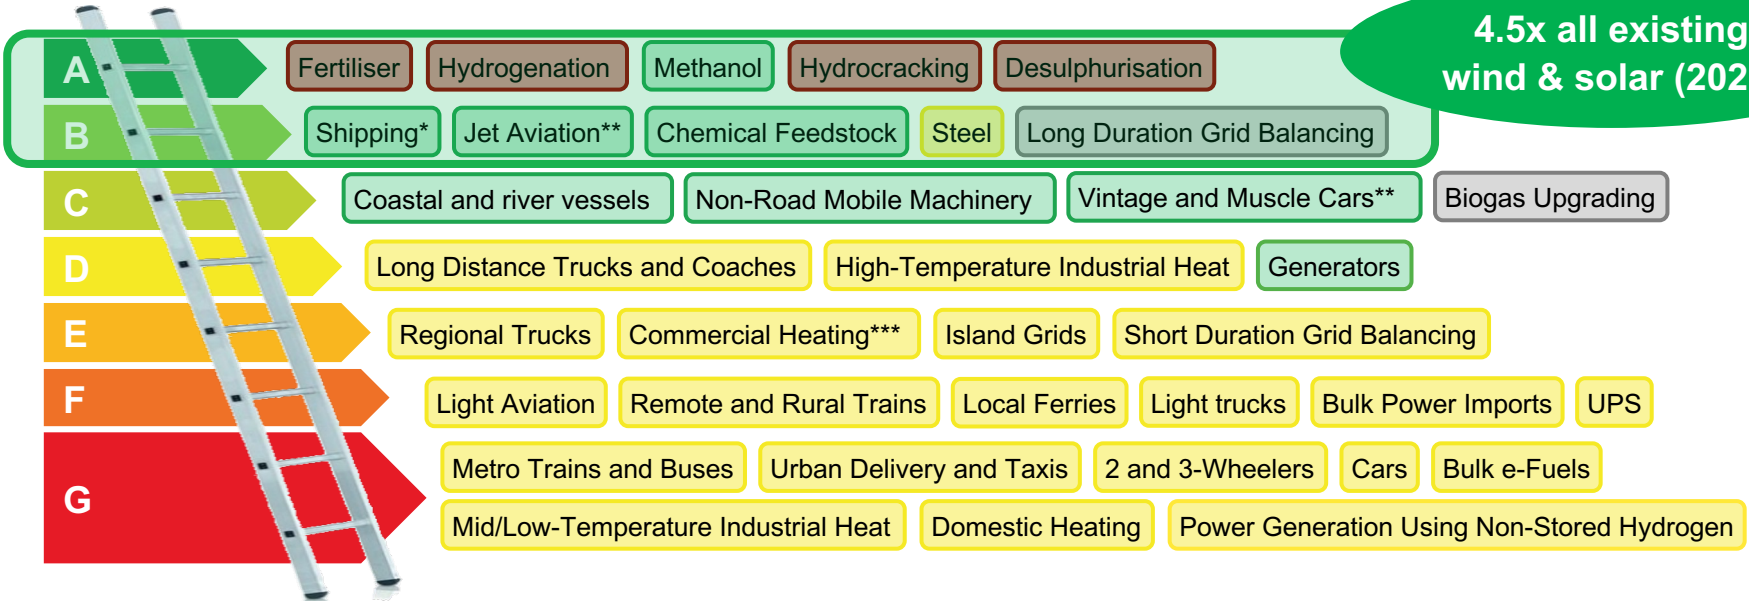 4.5x all existing
wind & solar (202
A Fertiliser Hydrogenation Methanol Hydrocracking Desulphurisation
B Shipping* Jet Aviation** Chemical Feedstock Steel Long Duration Grid Balancing
C Coastal and river vessels Non-Road Mobile Machinery Vintage and Muscle Cars** Biogas Upgrading
D Long Distance Trucks and Coaches High-Temperature Industrial Heat Generators
E Regional Trucks Commercial Heating*** Island Grids Short Duration Grid Balancing
F Light Aviation Remote and Rural Trains Local Ferries Light trucks Bulk Power Imports UPS
G
Metro Trains and Buses Urban Delivery and Taxis 2 and 3-Wheelers Cars Bulk e-Fuels
Mid/Low-Temperature Industrial Heat Domestic Heating Power Generation Using Non-Stored Hydrogen